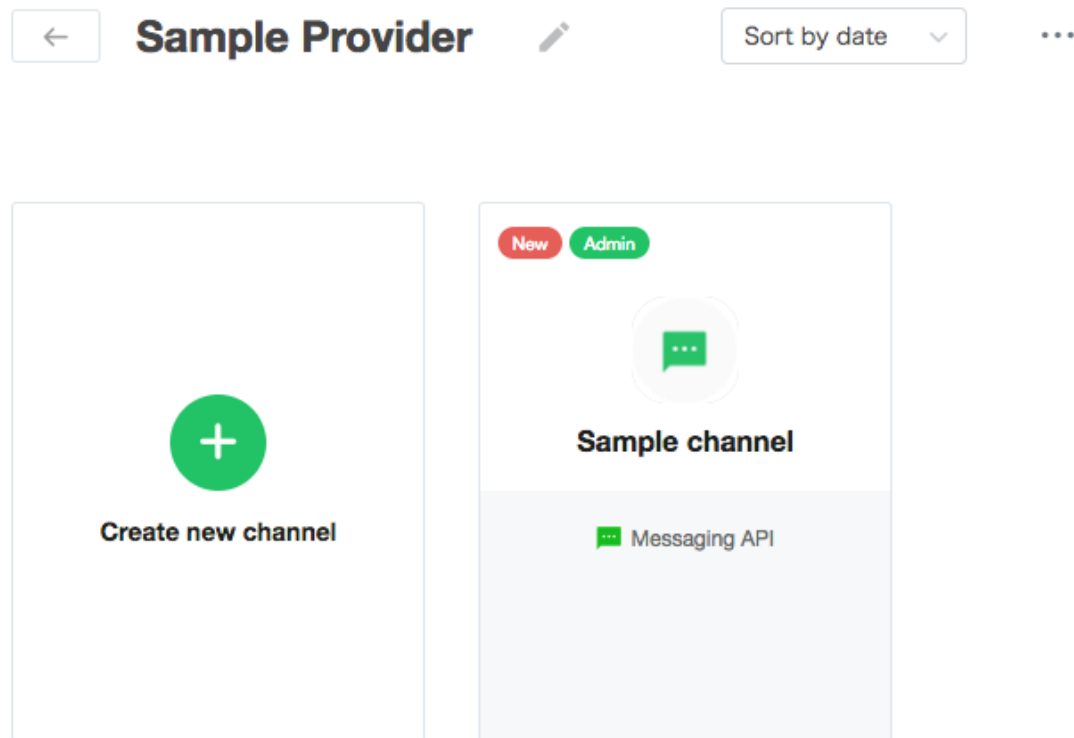 Sample Provider
Sort by date
New Admin
Sample channel
Create new channel
Messaging API